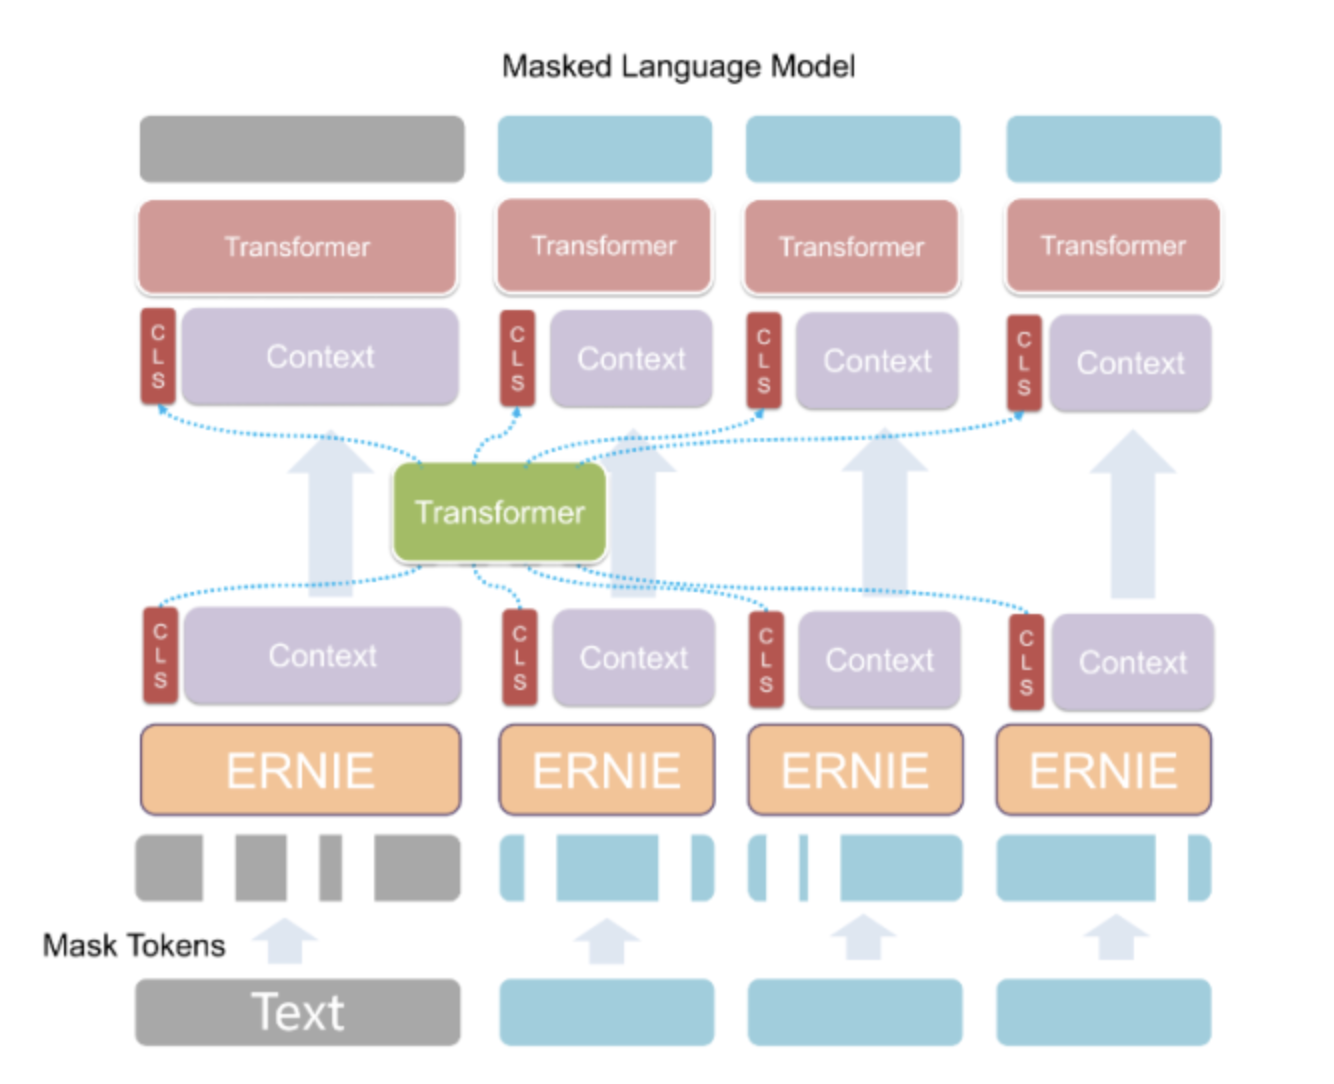 Masked Language Model
Transformer
Transformer
Transformer
Transformer
CLS
Context
CLS
Context
CLS
Context
CLS
Context
Transformer
CLS
Context
CLS
Context
CLS
Context
CLS
Context
ERNIE
ERNIE
ERNIE
ERNIE
Mask Tokens
Text